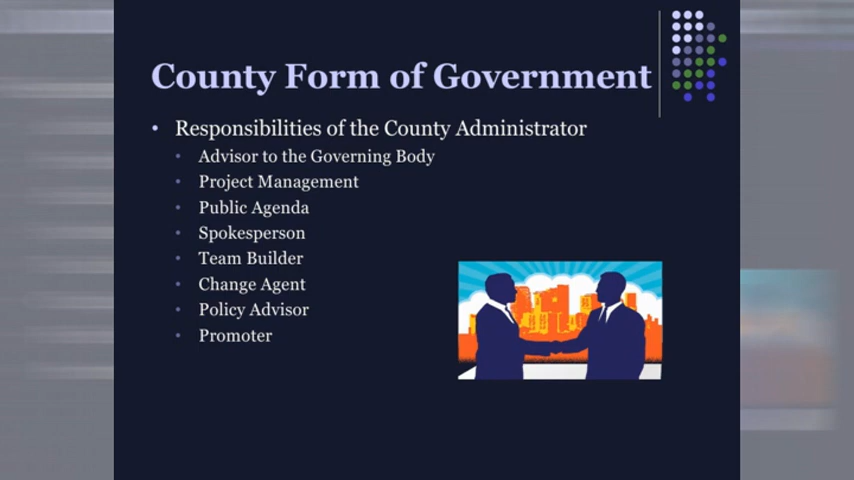 County Form of Government
• Responsibilities of the County Administrator
• Advisor to the Governing Body
• Project Management
• Public Agenda
• Spokesperson
• Team Builder
• Change Agent
• Policy Advisor
• Promoter